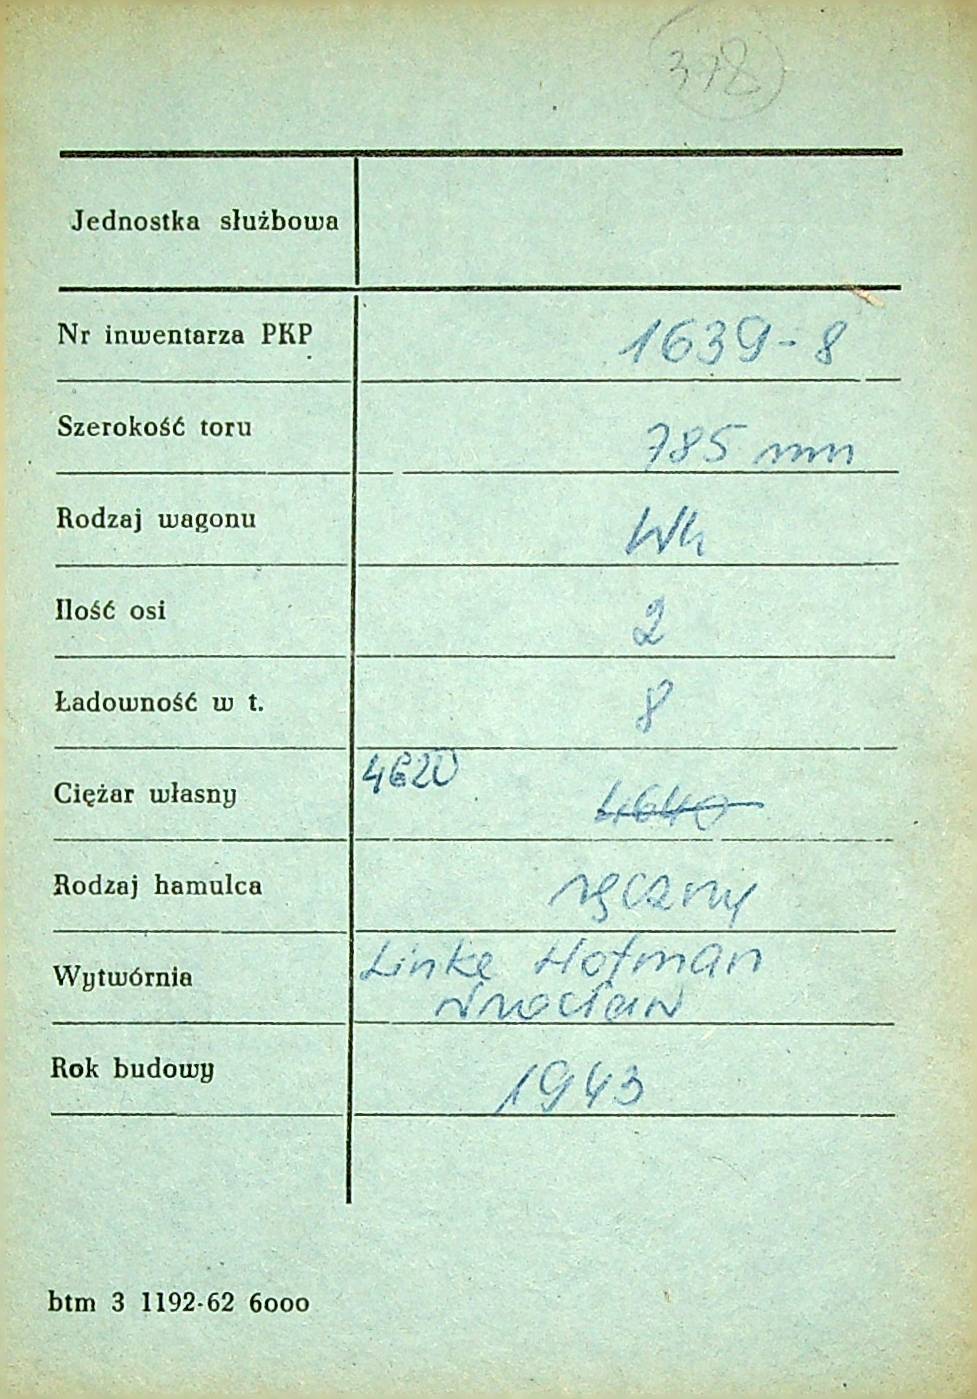 378
Jednostka służbowa
Nr inwentarza PKP 1639-8
Szerokość toru 785 mm
Rodzaj wagonu Wh
Ilość osi 2
Ładowność w t. 8
Ciężar własny 4620 4640
Rodzaj hamulca ręczny
Wytwórnia Linke Hofman
Wrocław
Rok budowy 1943
btm 3 1192-62 6000